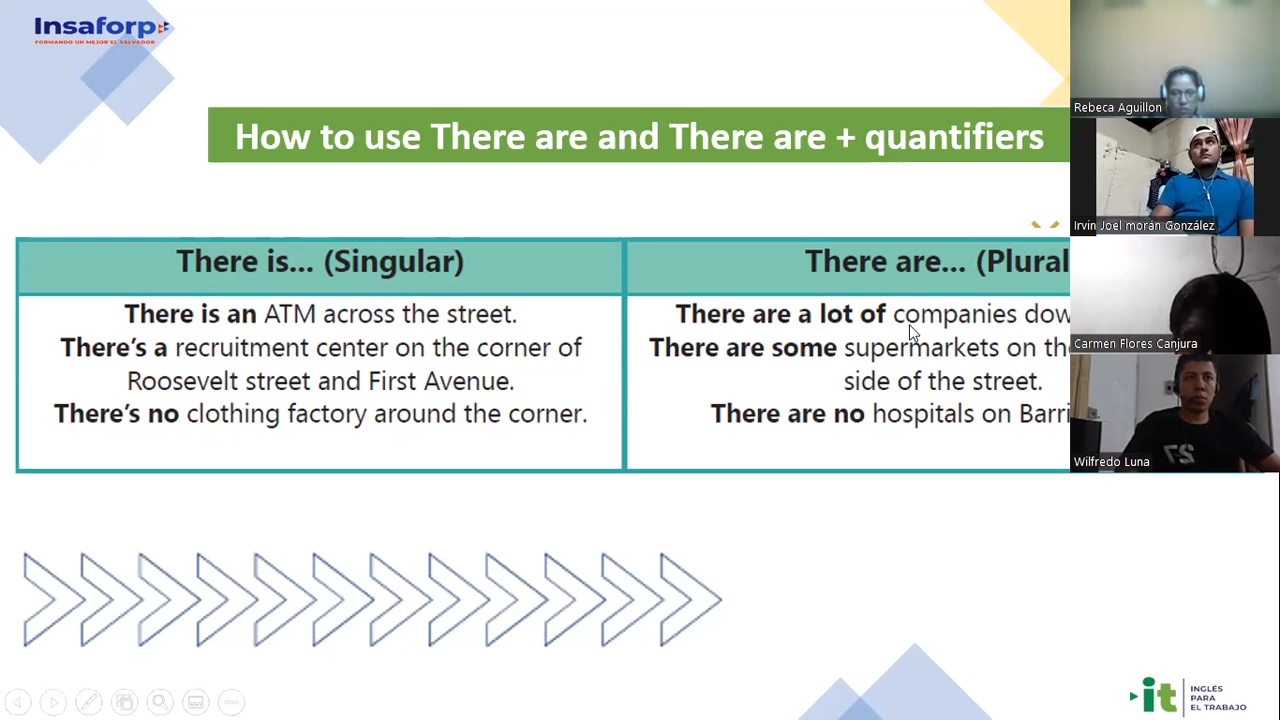 Insaforp
FORMANDO UN MEJOR EL SALVADOR
How to use There are and There are + quantifiers
There is... (Singular)
There is an ATM across the street.
There's a recruitment center on the corner of
Roosevelt street and First Avenue.
There's no clothing factory around the corner.
There are... (Plural
There are a lot of companies dow
There are some supermarkets on the
side of the street.
There are no hospitals on Barri
Rebeca Aguillon
Irvin Joel morán González
Carmen Flores Canjura
27
Wilfredo Luna
it
INGLÉS
PARA
EL TRABAJO